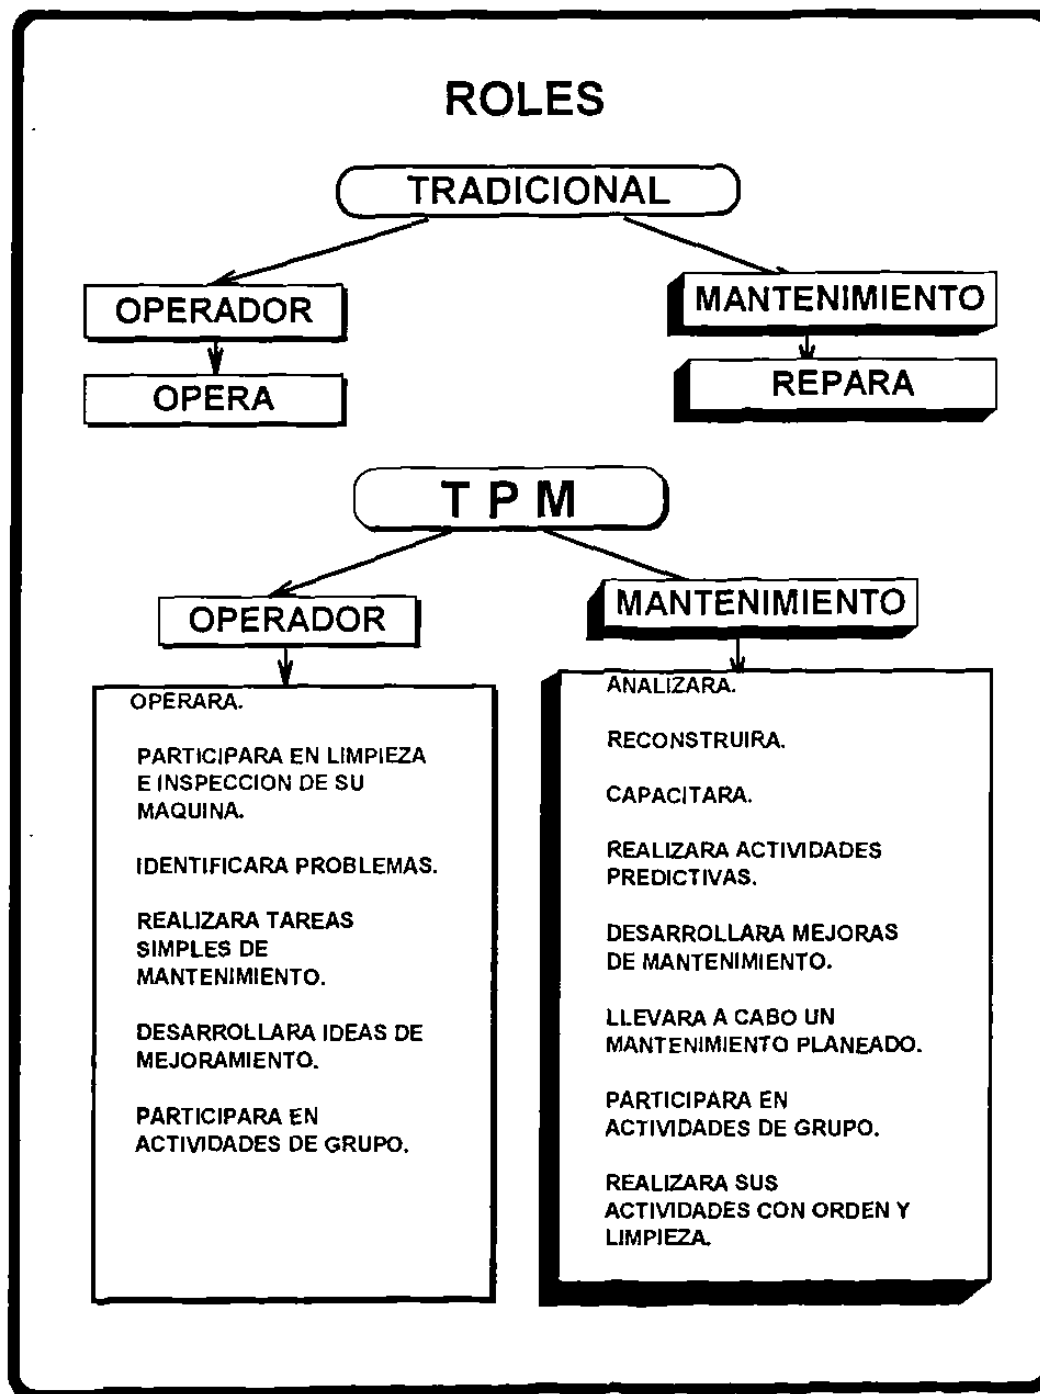 ROLES
TRADICIONAL
OPERADOR
MANTENIMIENTO
OPERA
REPARA
T P M
OPERADOR
MANTENIMIENTO
OPERARA.
PARTICIPARA EN LIMPIEZA
E INSPECCION DE SU
MAQUINA.
IDENTIFICARA PROBLEMAS.
REALIZARA TAREAS
SIMPLES DE
MANTENIMIENTO.
DESARROLLARA IDEAS DE
MEJORAMIENTO.
PARTICIPARA EN
ACTIVIDADES DE GRUPO.
ANALIZARA.
RECONSTRUIRA.
CAPACITARA.
REALIZARA ACTIVIDADES
PREDICTIVAS.
DESARROLLARA MEJORAS
DE MANTENIMIENTO.
LLEVARA A CABO UN
MANTENIMIENTO PLANEADO.
PARTICIPARA EN
ACTIVIDADES DE GRUPO.
REALIZARA SUS
ACTIVIDADES CON ORDEN Y
LIMPIEZA.